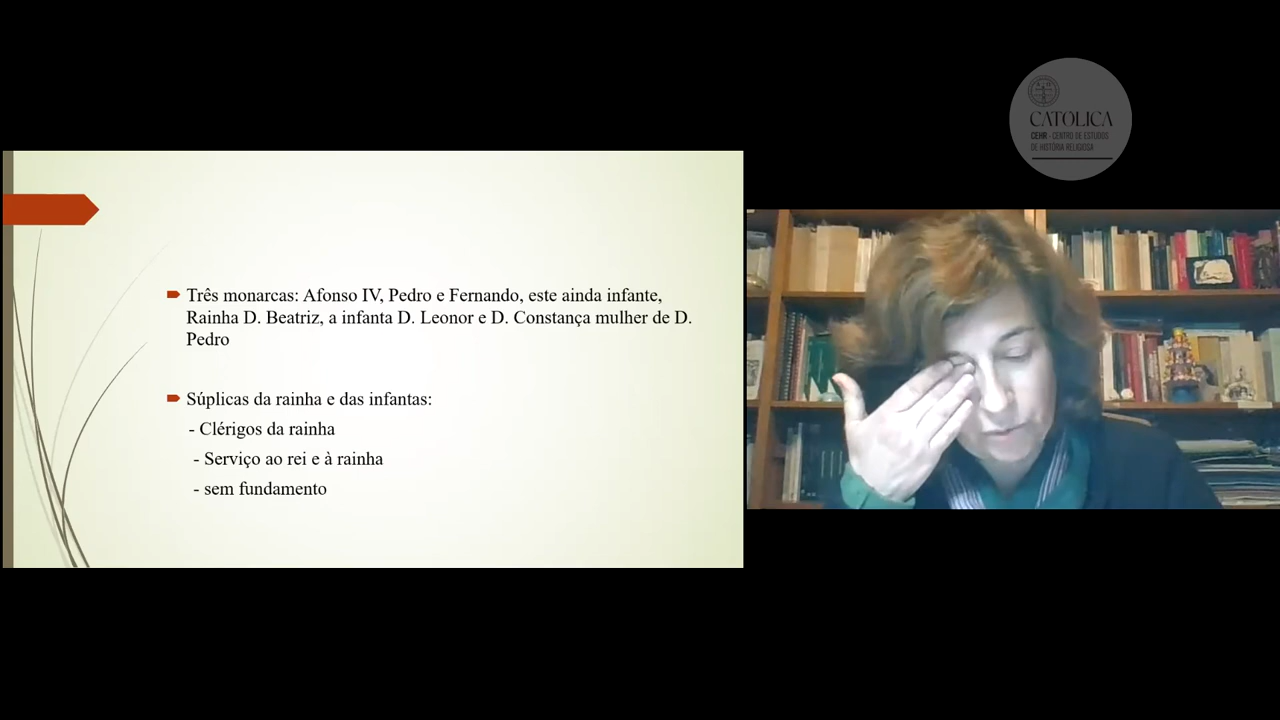 CATOLICA
CEHR - CENTRO DE ESTUDOS
DE HISTÓRIA RELIGIOSA
Três monarcas: Afonso IV, Pedro e Fernando, este ainda infante,
Rainha D. Beatriz, a infanta D. Leonor e D. Constança mulher de D.
Pedro
Súplicas da rainha e das infantas:
- Clérigos da rainha
- Serviço ao rei e à rainha
- sem fundamento